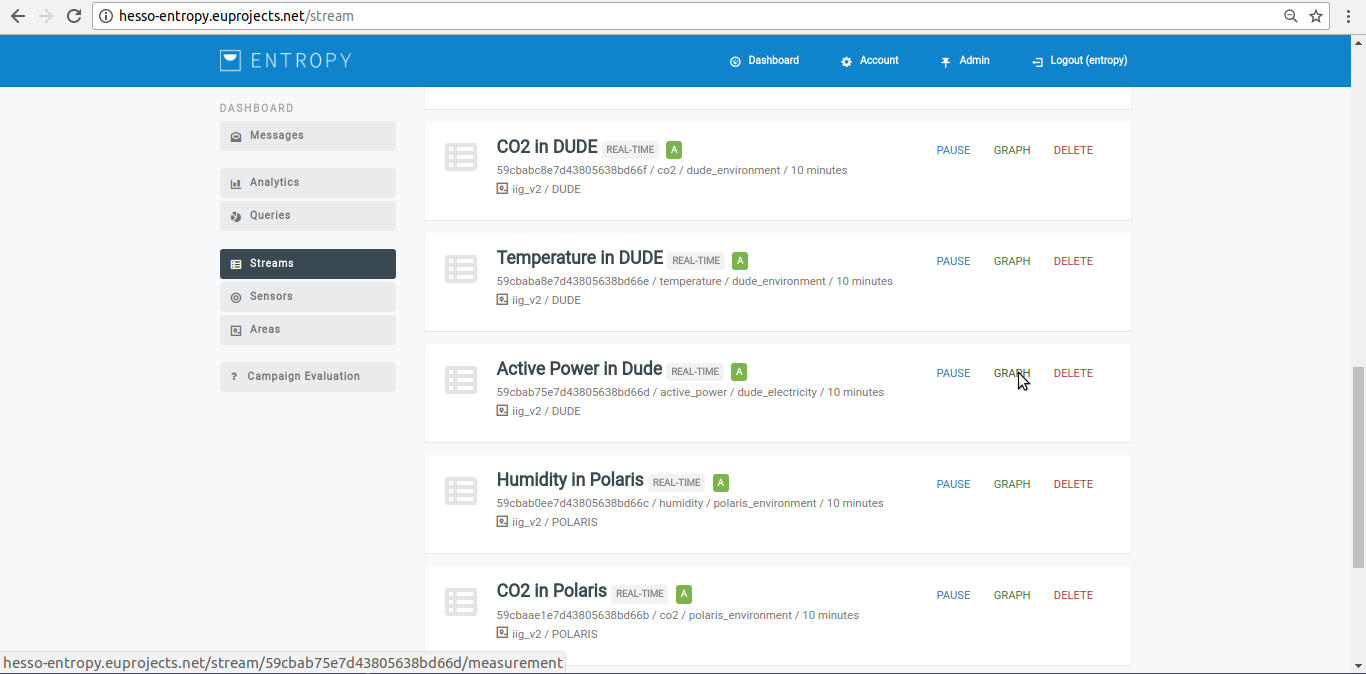 hesso-entropy.euprojects.net/stream
ENTROPY
Dashboard
Account
Admin
Logout (entropy)
DASHBOARD
Messages
Analytics
Queries
Streams
Sensors
Areas
? Campaign Evaluation
CO2 in DUDE REAL-TIME A
PAUSE GRAPH DELETE
59cbabc8e7d43805638bd66f / co2 / dude_environment / 10 minutes
iig_v2 / DUDE
Temperature in DUDE REAL-TIME A
PAUSE GRAPH DELETE
59cbaba8e7d43805638bd66e / temperature / dude_environment / 10 minutes
iig_v2 / DUDE
Active Power in Dude REAL-TIME A
PAUSE GRAPH DELETE
59cbab75e7d43805638bd66d / active_power / dude_electricity / 10 minutes
iig_v2 / DUDE
Humidity in Polaris REAL-TIME A
PAUSE GRAPH DELETE
59cbab0ee7d43805638bd66c / humidity / polaris_environment / 10 minutes
iig_v2 / POLARIS
CO2 in Polaris REAL-TIME A
PAUSE GRAPH DELETE
59cbaae1e7d43805638bd66b / co2 / polaris_environment / 10 minutes
iig_v2 / POLARIS
hesso-entropy.euprojects.net/stream/59cbab75e7d43805638bd66d/measurement